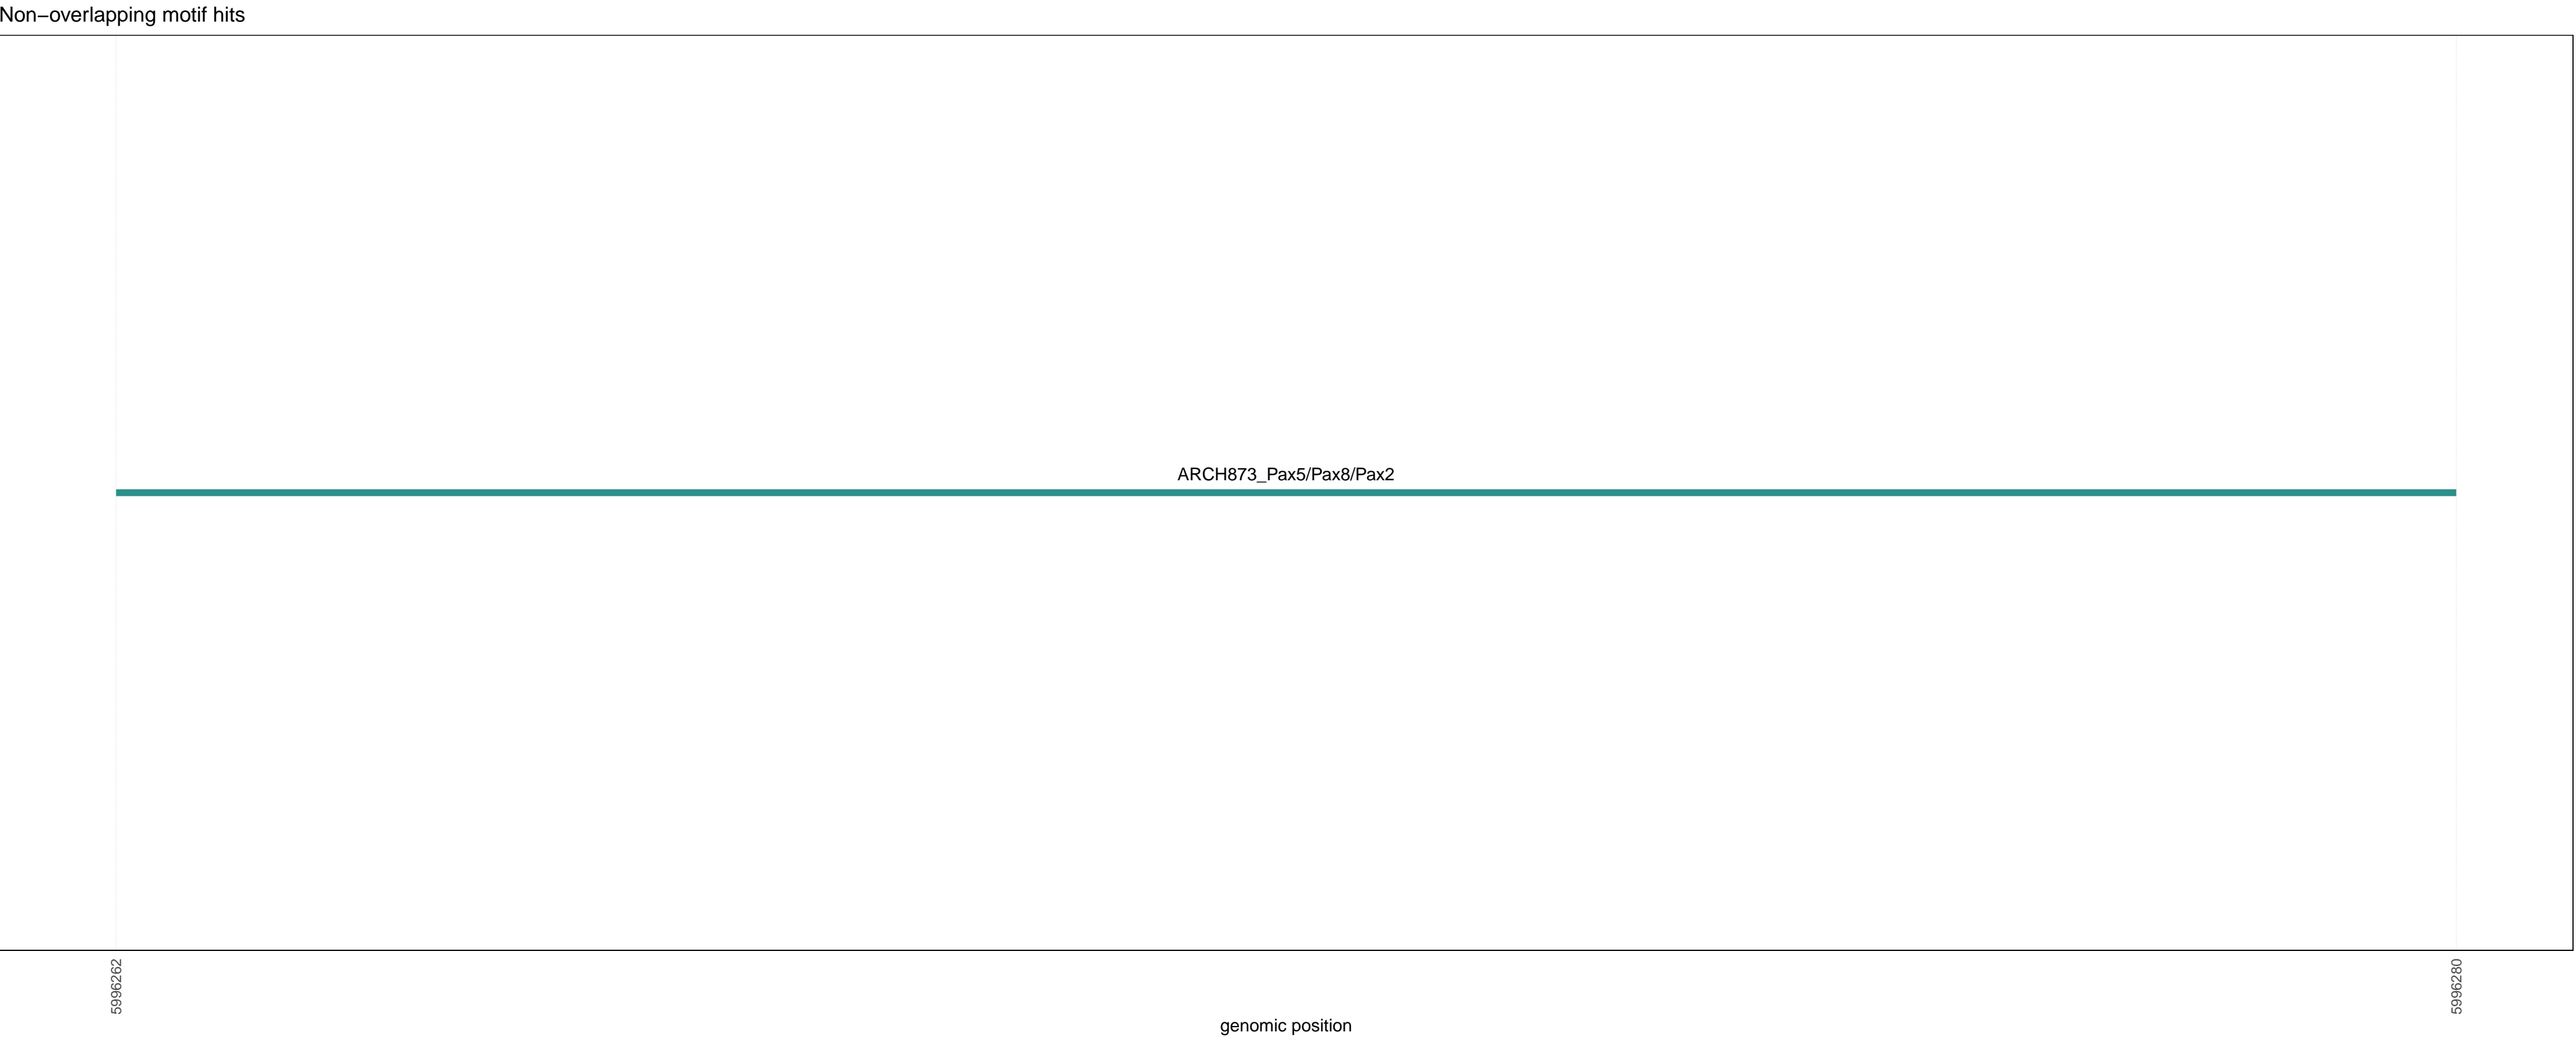 Non−overlapping motif hits
ARCH873_Pax5/Pax8/Pax2
5996262
5996280
genomic position